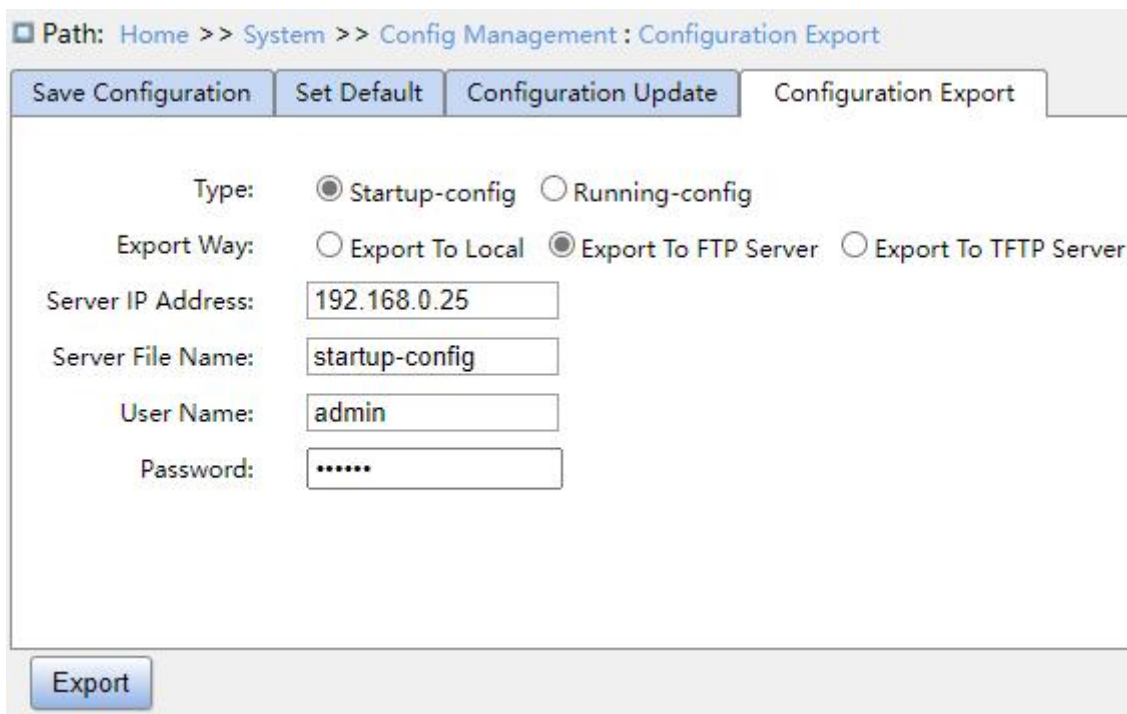 Path: Home >> System >> Config Management : Configuration Export
Save Configuration Set Default Configuration Update Configuration Export
Type: Startup-config Running-config
Export Way: Export To Local Export To FTP Server Export To TFTP Server
Server IP Address: 192.168.0.25
Server File Name: startup-config
User Name: admin
Password: ••••••
Export